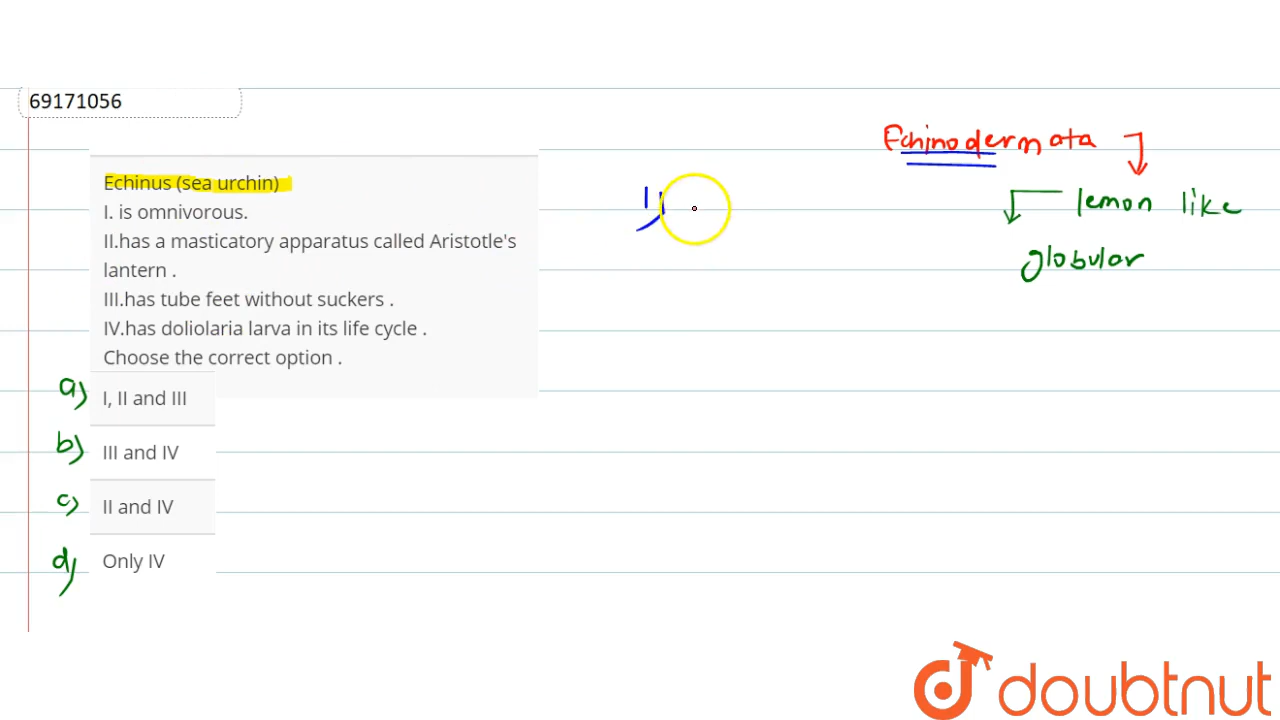 69171056
Echinodermata
Echinus (sea urchin)
I. is omnivorous.
II.has a masticatory apparatus called Aristotle's
lantern .
III.has tube feet without suckers .
IV.has doliolaria larva in its life cycle .
Choose the correct option .
a) I, II and III
b) III and IV
c) II and IV
d) Only IV
1)
lemon like
globular
doubtnut